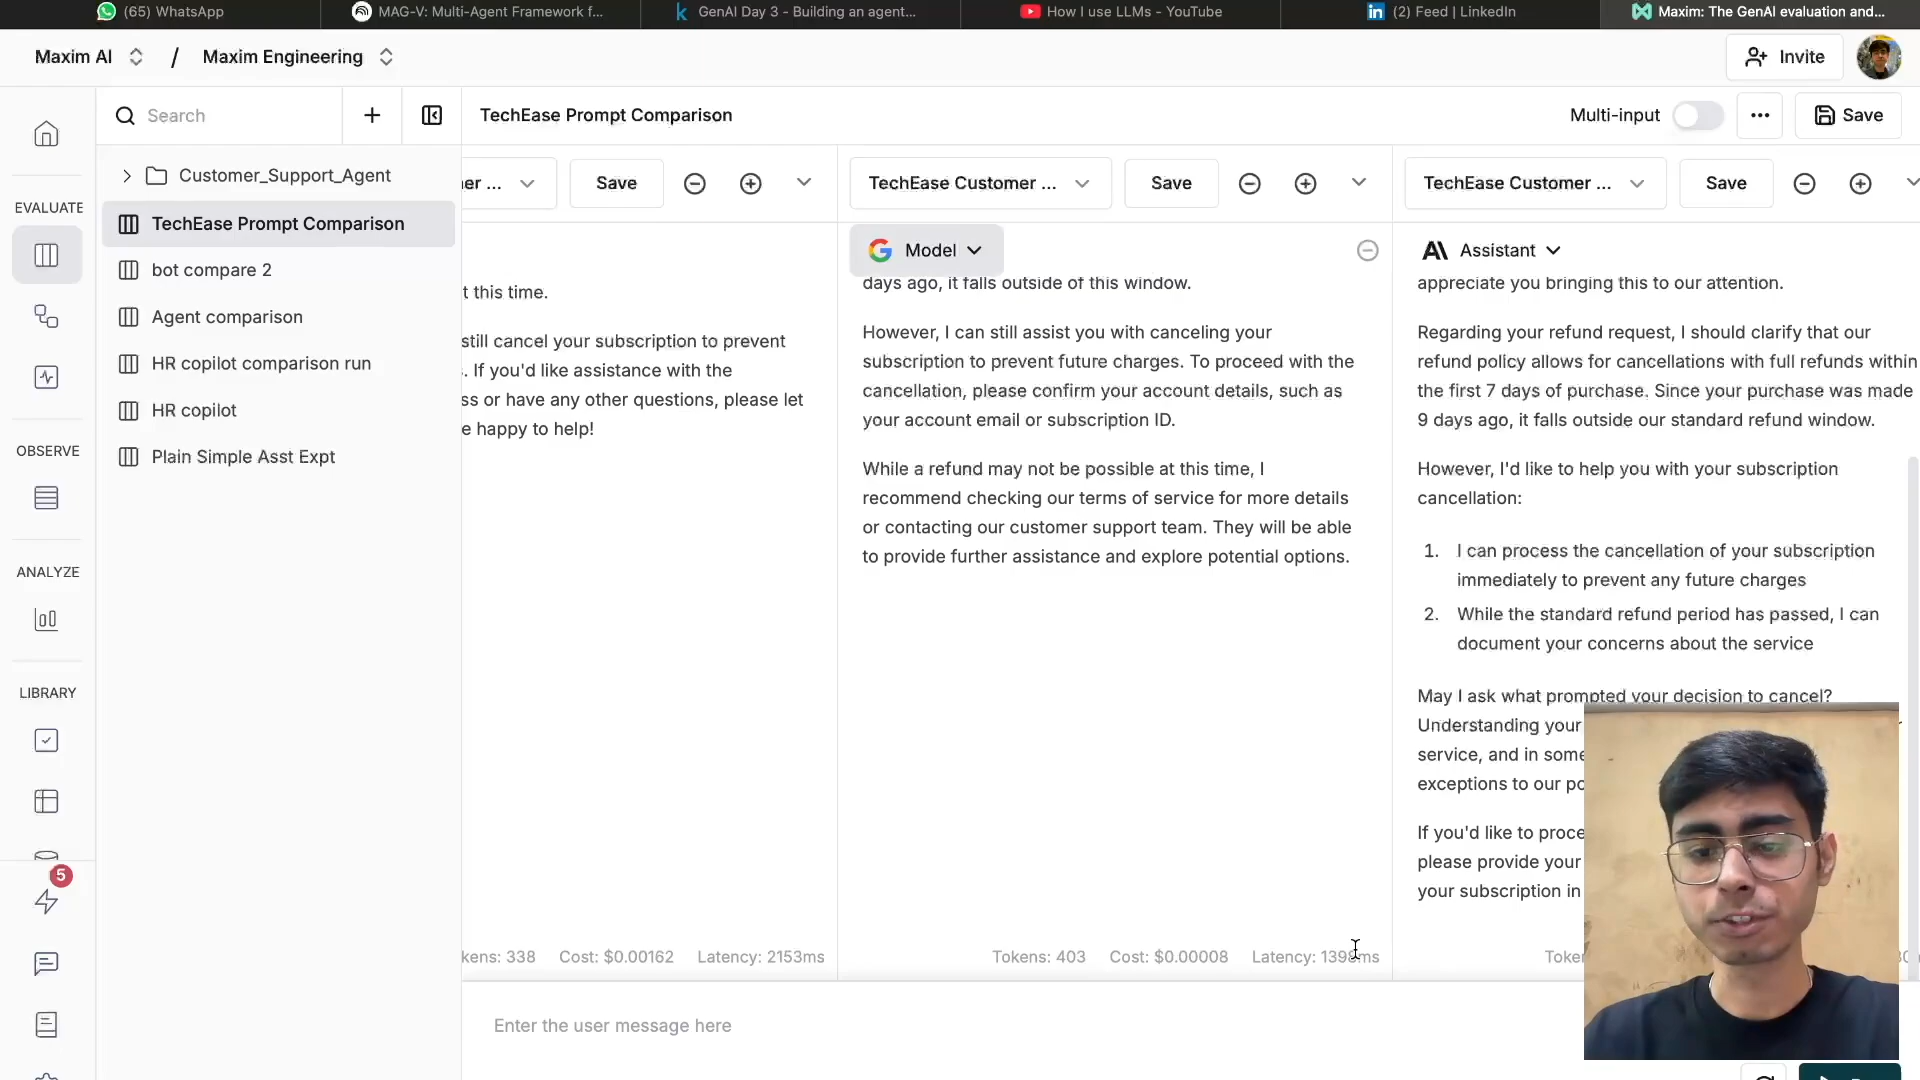 (65) WhatsApp
MAG-V: Multi-Agent Framework f...
GenAI Day 3 - Building an agent...
How I use LLMs - YouTube
(2) Feed | LinkedIn
Maxim: The GenAI evaluation and...
Maxim AI / Maxim Engineering
Invite
Search
TechEase Prompt Comparison
Multi-input
Save
EVALUATE
OBSERVE
ANALYZE
LIBRARY
5
Customer_Support_Agent
TechEase Prompt Comparison
bot compare 2
Agent comparison
HR copilot comparison run
HR copilot
Plain Simple Asst Expt
er ...
Save
t this time.
still cancel your subscription to prevent
. If you'd like assistance with the
ss or have any other questions, please let
e happy to help!
kens: 338 Cost: $0.00162 Latency: 2153ms
TechEase Customer ...
Save
Model
days ago, it falls outside of this window.
However, I can still assist you with canceling your
subscription to prevent future charges. To proceed with the
cancellation, please confirm your account details, such as
your account email or subscription ID.
While a refund may not be possible at this time, I
recommend checking our terms of service for more details
or contacting our customer support team. They will be able
to provide further assistance and explore potential options.
Tokens: 403 Cost: $0.00008 Latency: 1398ms
TechEase Customer ...
Save
Assistant
appreciate you bringing this to our attention.
Regarding your refund request, I should clarify that our
refund policy allows for cancellations with full refunds within
the first 7 days of purchase. Since your purchase was made
9 days ago, it falls outside our standard refund window.
However, I'd like to help you with your subscription
cancellation:
1. I can process the cancellation of your subscription
immediately to prevent any future charges
2. While the standard refund period has passed, I can
document your concerns about the service
May I ask what prompted your decision to cancel?
Understanding your
service, and in some
exceptions to our po
If you'd like to proce
please provide your
your subscription in
Toke
Enter the user message here